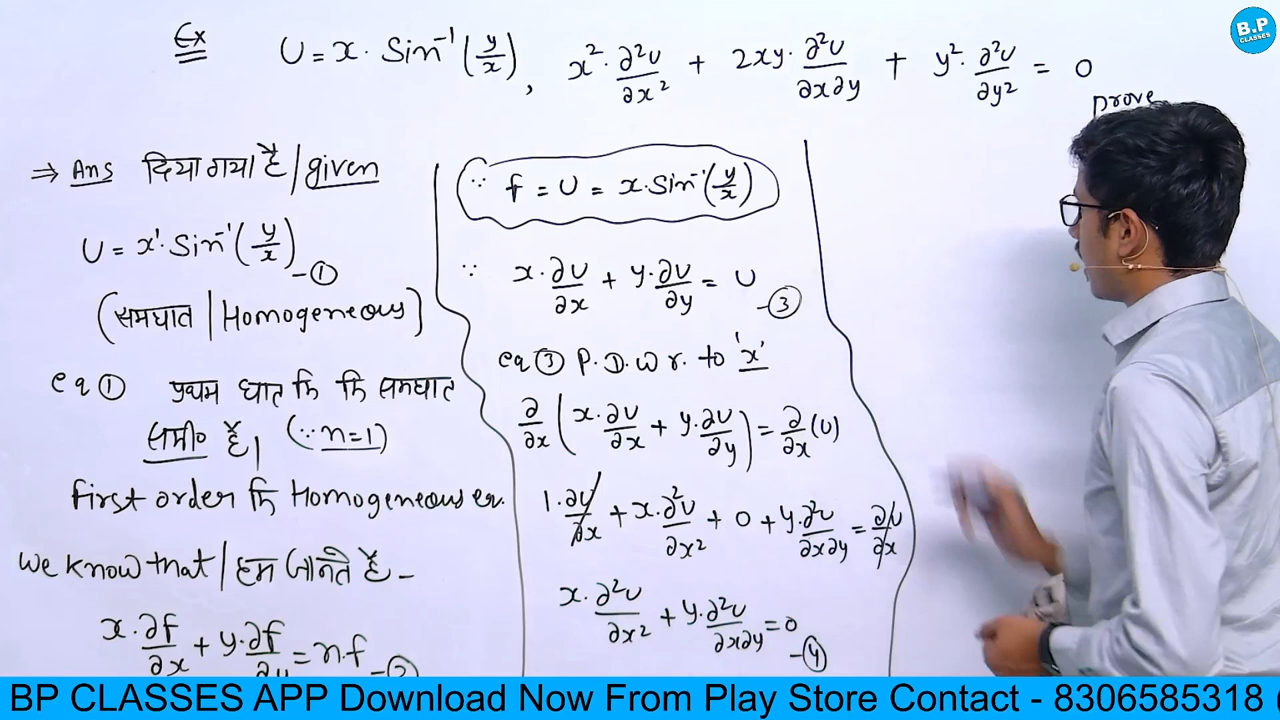 B.P
CLASSES
Ex U = x · Sin⁻¹(y/x), x² · ∂²U/∂x² + 2xy · ∂²U/∂x∂y + y² · ∂²U/∂y² = 0
prove
⇒ Ans दिया गया है / given
U = x¹ · Sin⁻¹(y/x) -①
(समघात / Homogeneous)
eq ① प्रथम घात कि कि समघात
समी० है। (∵ n=1)
First order कि Homogeneous eq.
We know that / हम जानते हैं -
x · ∂f/∂x + y · ∂f/∂y = n.f -②
∵ f = U = x · Sin⁻¹(y/x)
∵ x · ∂U/∂x + y · ∂U/∂y = U -③
eq ③ P.D.W r. to 'x'
∂/∂x (x · ∂U/∂x + y · ∂U/∂y) = ∂/∂x (U)
1 · ∂U/∂x + x · ∂²U/∂x² + 0 + y · ∂²U/∂x∂y = ∂U/∂x
x · ∂²U/∂x² + y · ∂²U/∂x∂y = 0 -④
BP CLASSES APP Download Now From Play Store Contact - 8306585318 (